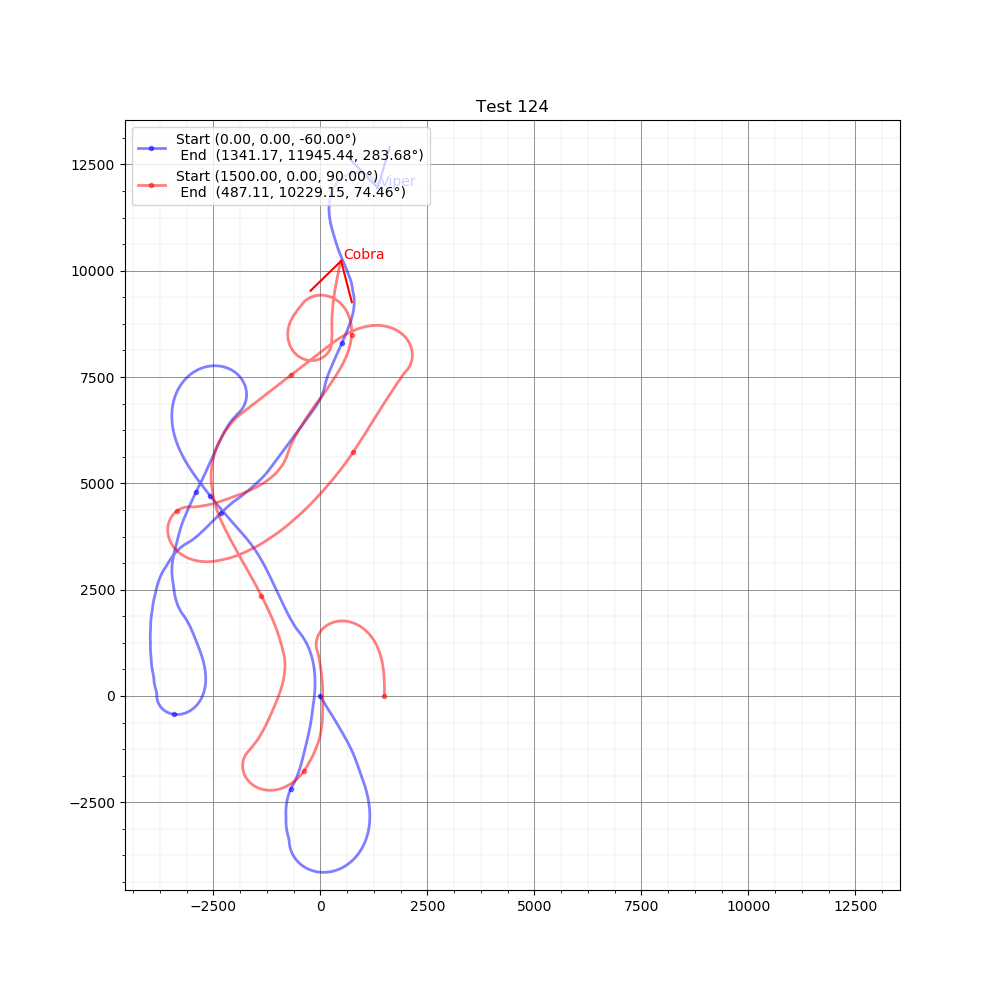 Test 124
Start (0.00, 0.00, -60.00°)
End  (1341.17, 11945.44, 283.68°)
Start (1500.00, 0.00, 90.00°)
End  (487.11, 10229.15, 74.46°)
Viper
Cobra
12500
10000
7500
5000
2500
0
−2500
−2500
0
2500
5000
7500
10000
12500